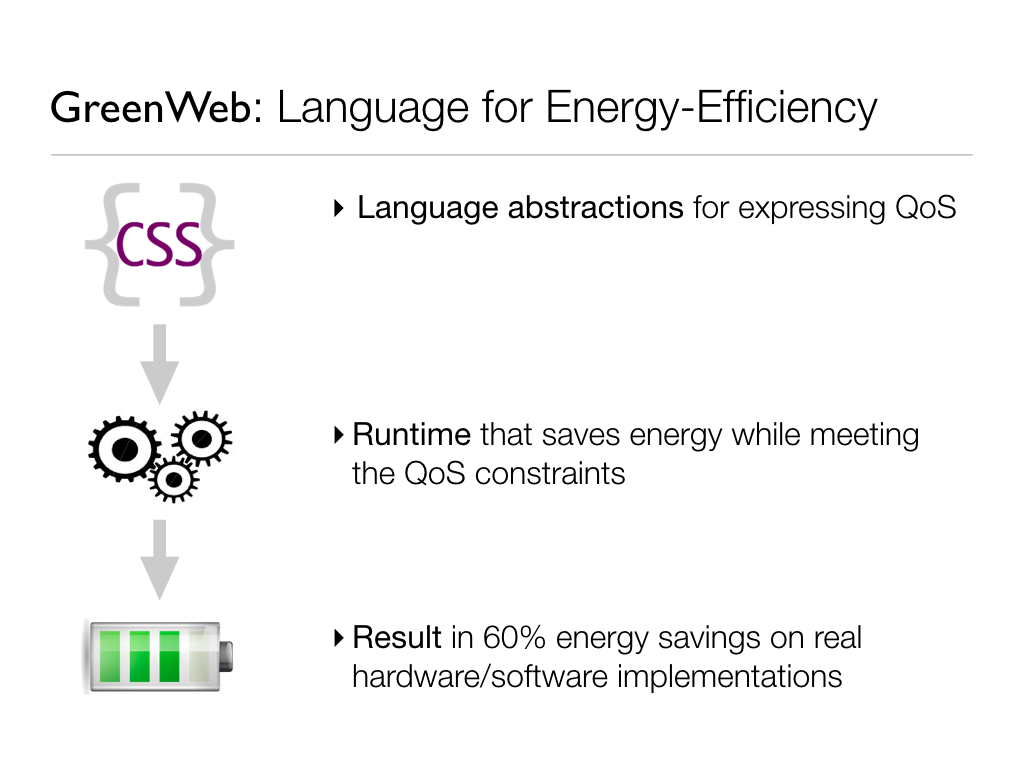 GreenWeb: Language for Energy-Efficiency
CSS
‣ Language abstractions for expressing QoS
‣ Runtime that saves energy while meeting
the QoS constraints
‣ Result in 60% energy savings on real
hardware/software implementations